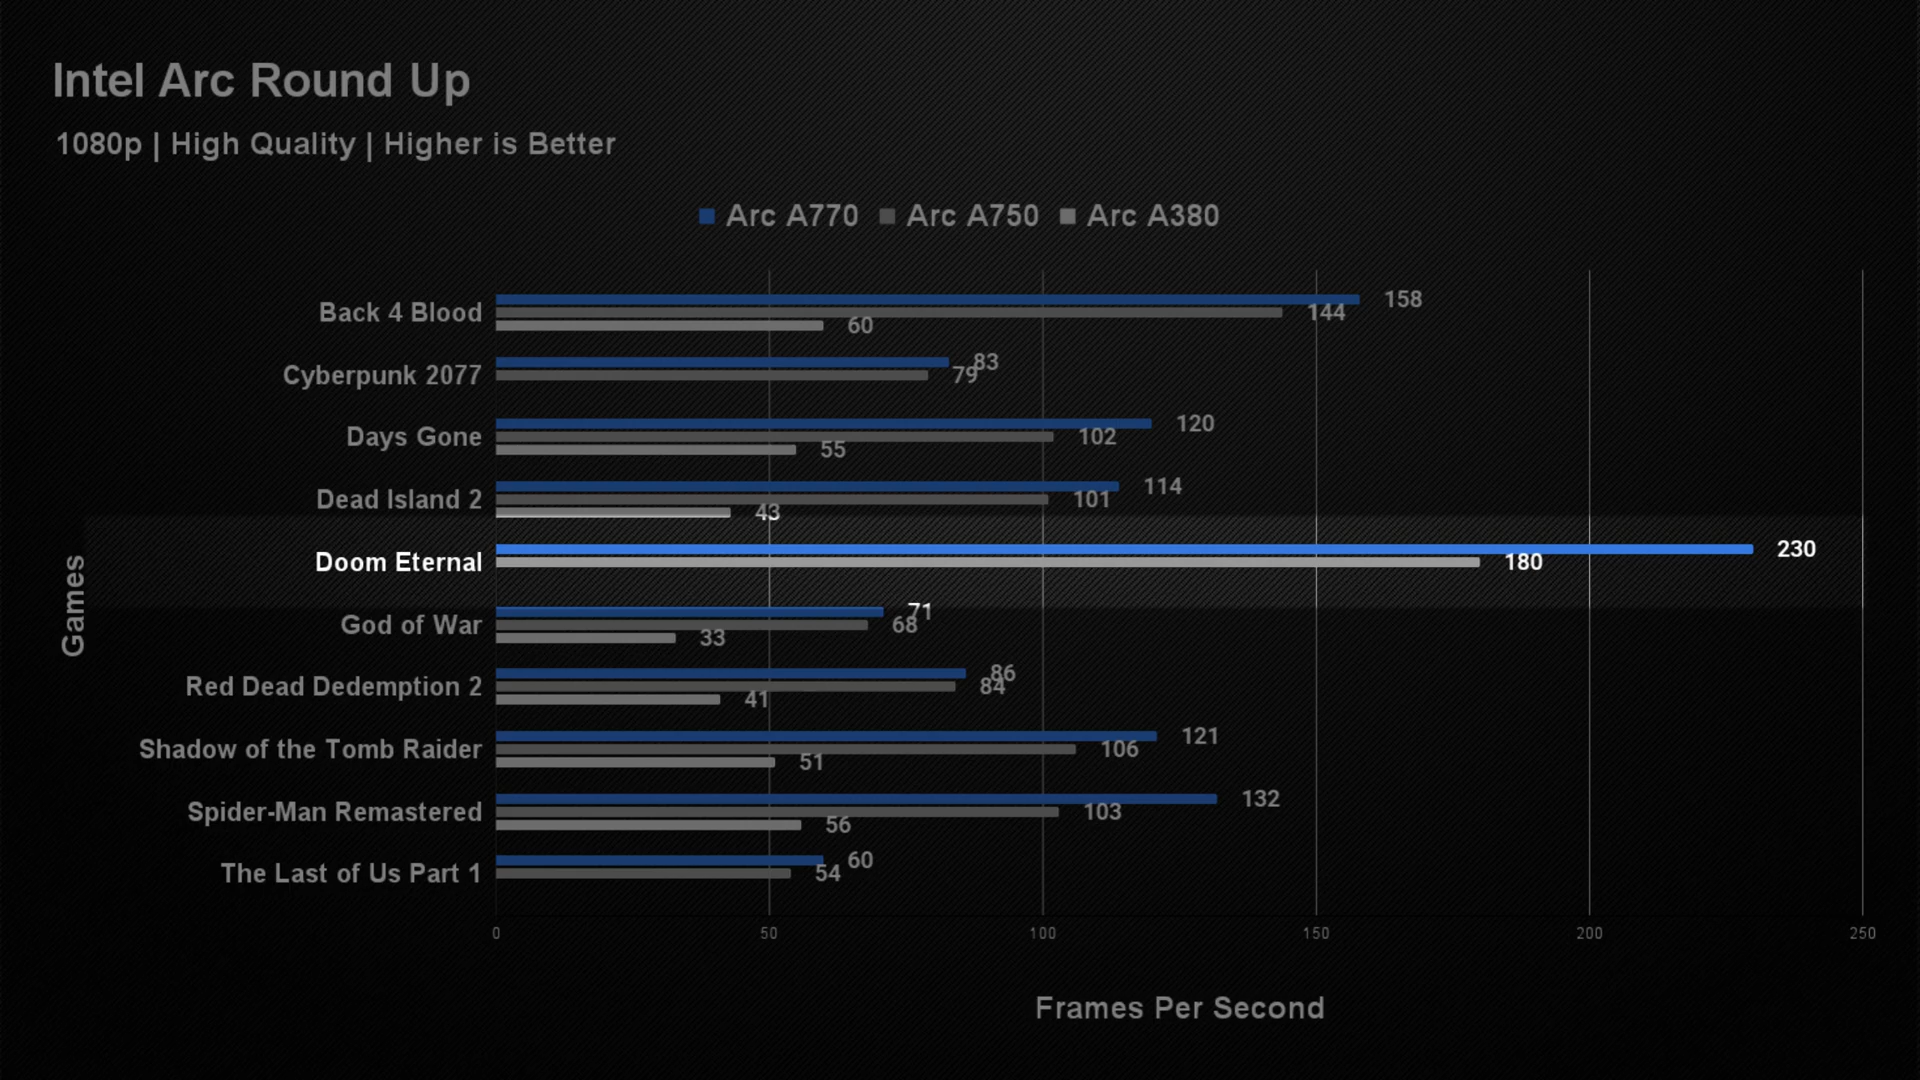 Intel Arc Round Up
1080p | High Quality | Higher is Better
Arc A770 Arc A750 Arc A380
Games
Back 4 Blood 158 144 60
Cyberpunk 2077 83 79
Days Gone 120 102 55
Dead Island 2 114 101 43
Doom Eternal 230 180
God of War 71 68 33
Red Dead Dedemption 2 86 84 41
Shadow of the Tomb Raider 121 106 51
Spider-Man Remastered 132 103 56
The Last of Us Part 1 60 54
0 50 100 150 200 250
Frames Per Second